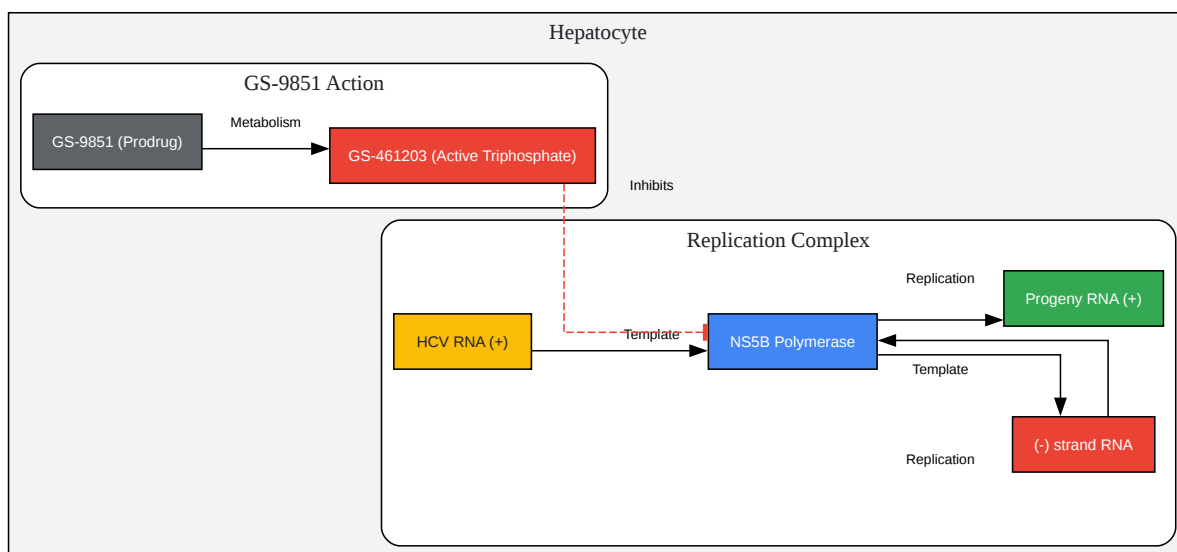 Hepatocyte
GS-9851 Action
Metabolism
GS-9851 (Prodrug)
GS-461203 (Active Triphosphate)
Inhibits
Replication Complex
Replication
Progeny RNA (+)
HCV RNA (+)
Template
NS5B Polymerase
Template
(-) strand RNA
Replication